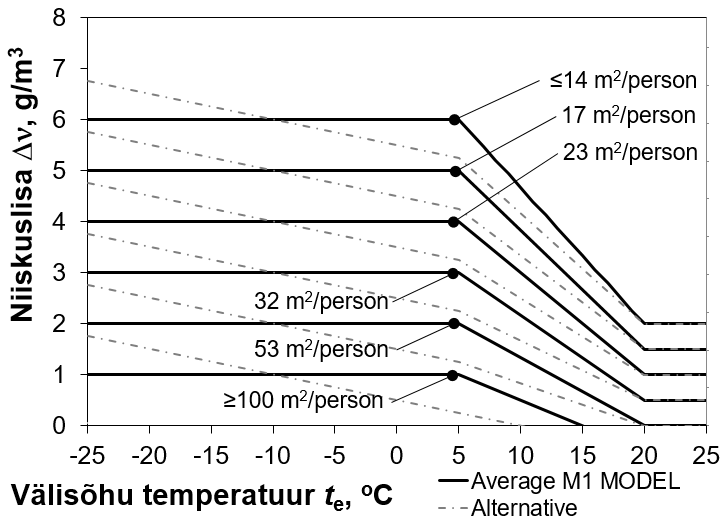 Niiskuslisa Δν, g/m³
8
7
6
5
4
3
2
1
0
≤14 m²/person
17 m²/person
23 m²/person
32 m²/person
53 m²/person
≥100 m²/person
-25 -20 -15 -10 -5 0 5 10 15 20 25
Välisõhu temperatuur tₑ, ºC
Average M1 MODEL
Alternative